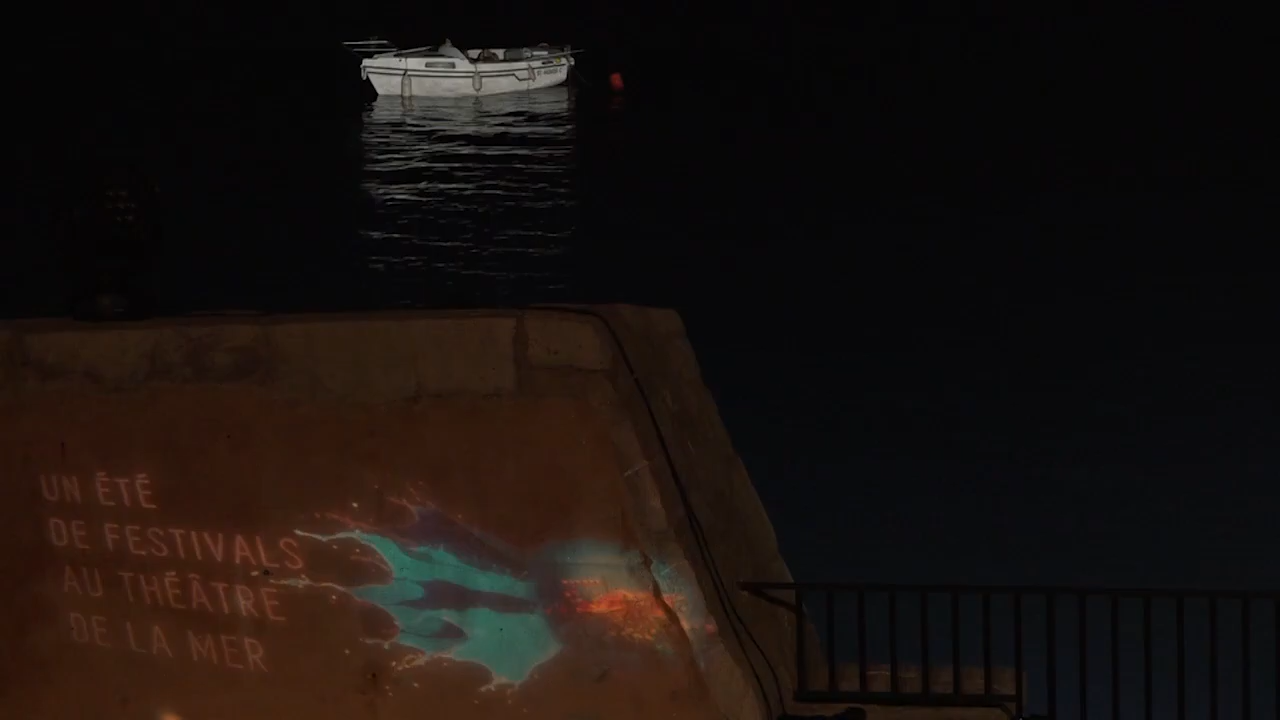 UN ÉTÉ
DE FESTIVALS
AU THÉÂTRE
DE LA MER